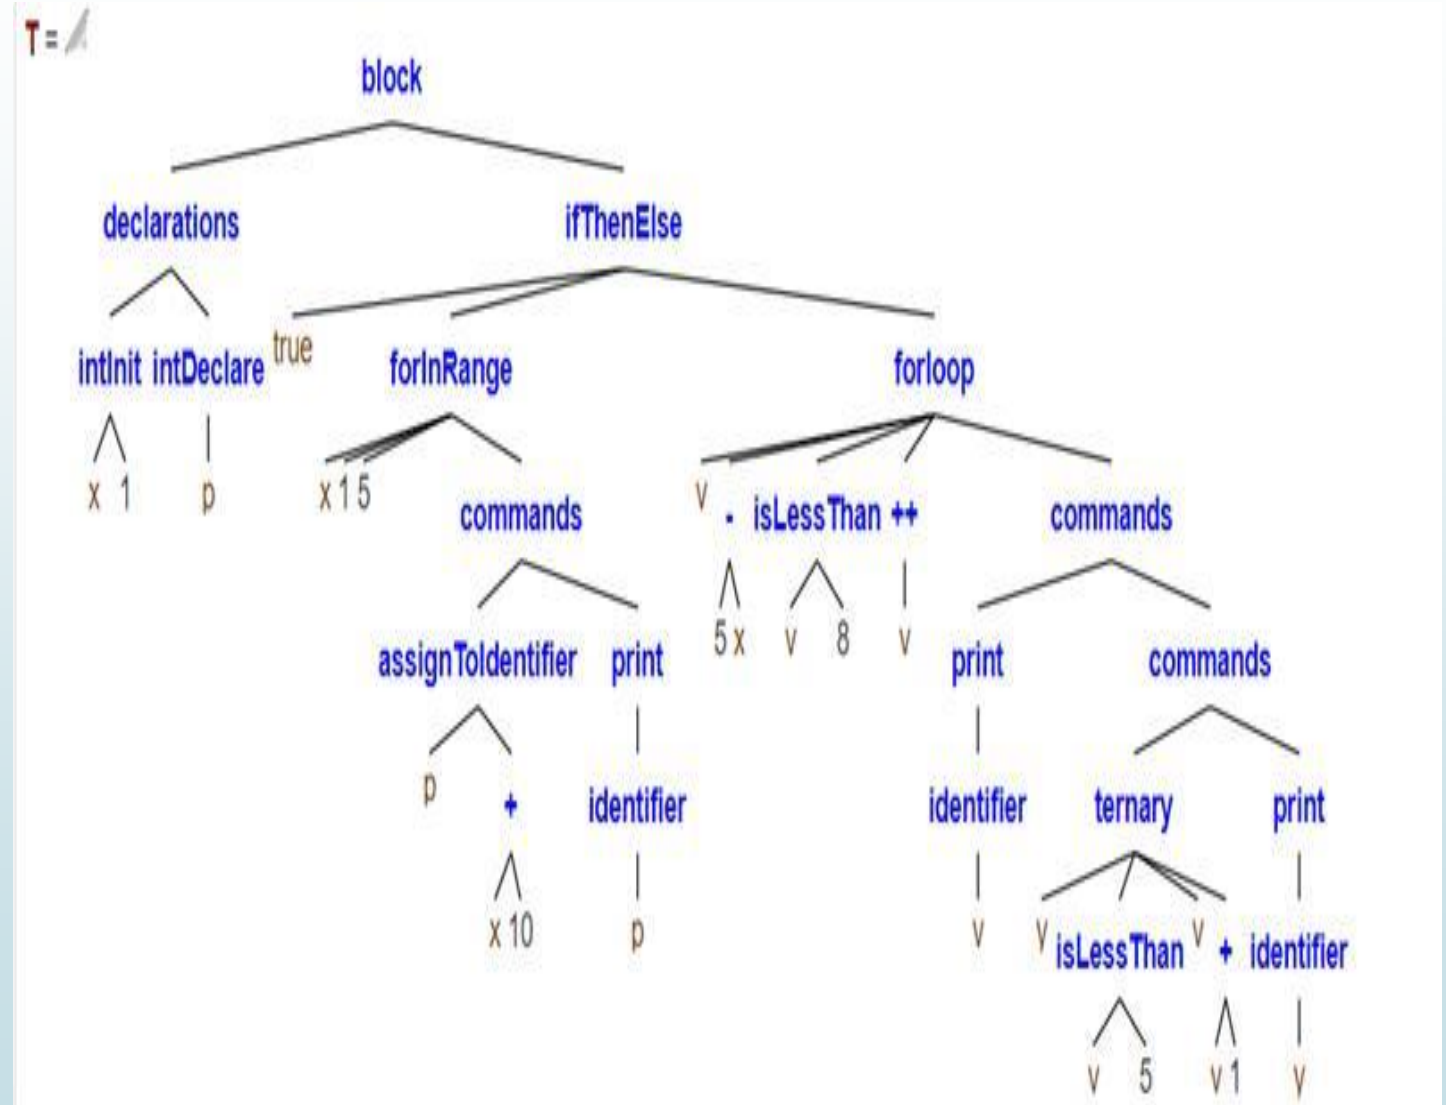 T =
block
declarations ifThenElse
intInit intDeclare true forInRange forloop
x 1 p x 1 5 commands v - isLessThan ++ commands
assignToIdentifier print 5 x v 8 v print commands
p + identifier identifier ternary print
x 10 p v v isLessThan v + identifier
v 5 v 1 v